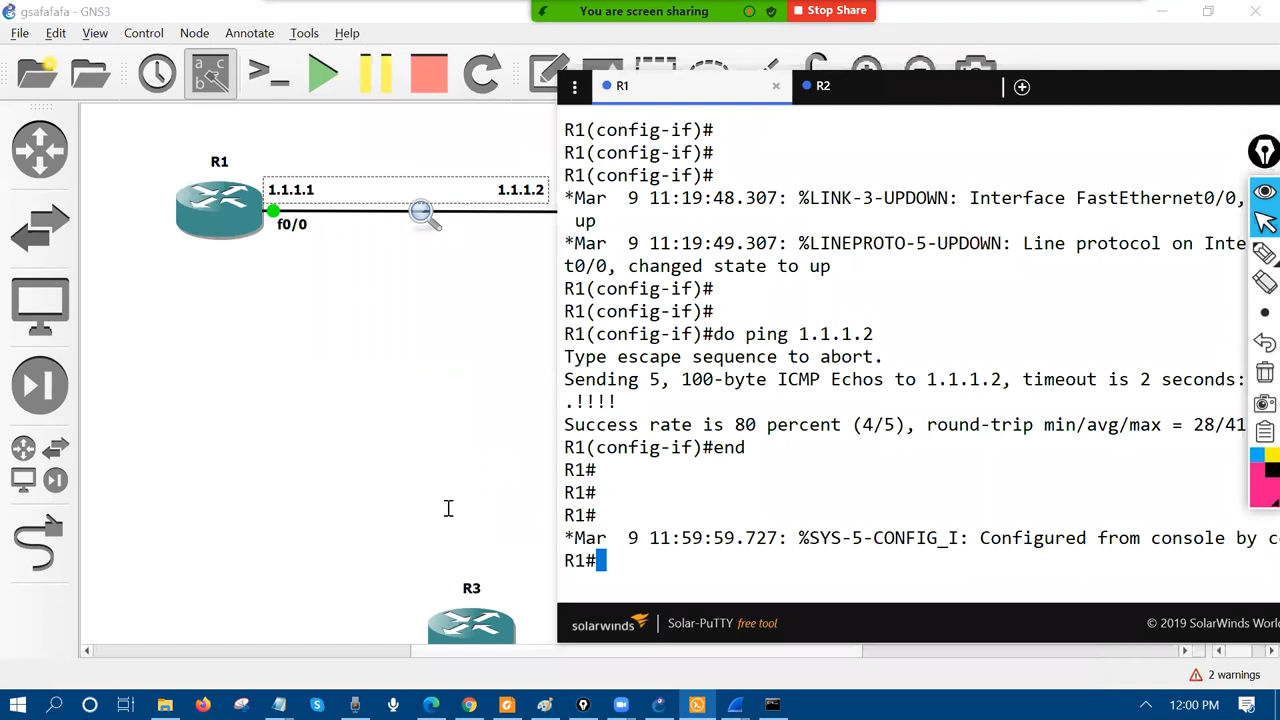 gsafafafa - GNS3
You are screen sharing
Stop Share
File Edit View Control Node Annotate Tools Help
R1
R2
R1
1.1.1.1
1.1.1.2
f0/0
R3
R1(config-if)#
R1(config-if)#
R1(config-if)#
*Mar  9 11:19:48.307: %LINK-3-UPDOWN: Interface FastEthernet0/0,
 up
*Mar  9 11:19:49.307: %LINEPROTO-5-UPDOWN: Line protocol on Inte
t0/0, changed state to up
R1(config-if)#
R1(config-if)#
R1(config-if)#do ping 1.1.1.2
Type escape sequence to abort.
Sending 5, 100-byte ICMP Echos to 1.1.1.2, timeout is 2 seconds:
.!!!!
Success rate is 80 percent (4/5), round-trip min/avg/max = 28/41
R1(config-if)#end
R1#
R1#
R1#
*Mar  9 11:59:59.727: %SYS-5-CONFIG_I: Configured from console by c
R1#
solarwinds
Solar-PuTTY free tool
© 2019 SolarWinds Worl
2 warnings
12:00 PM